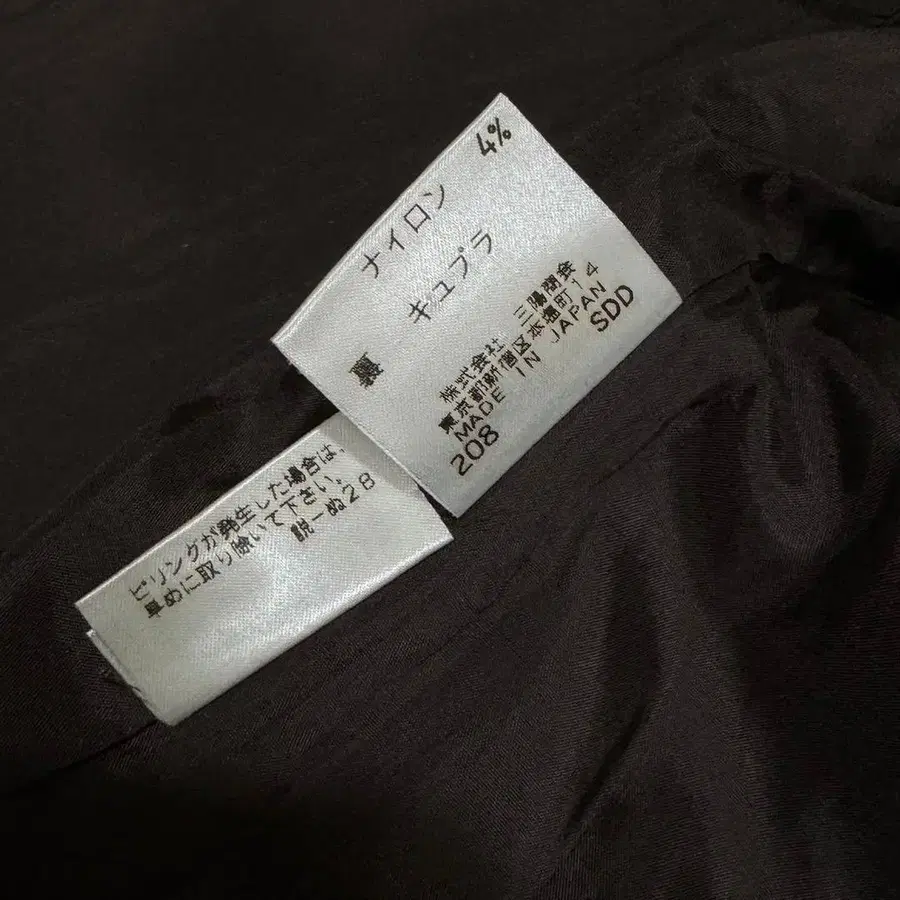 ナイロン 4%
裏 キュプラ
株式会社 三陽商会
東京都新宿区本塩町14
MADE IN JAPAN
208 SDD
ピリングが発生した場合は、
早めに取り除いて下さい。
説ーぬ28